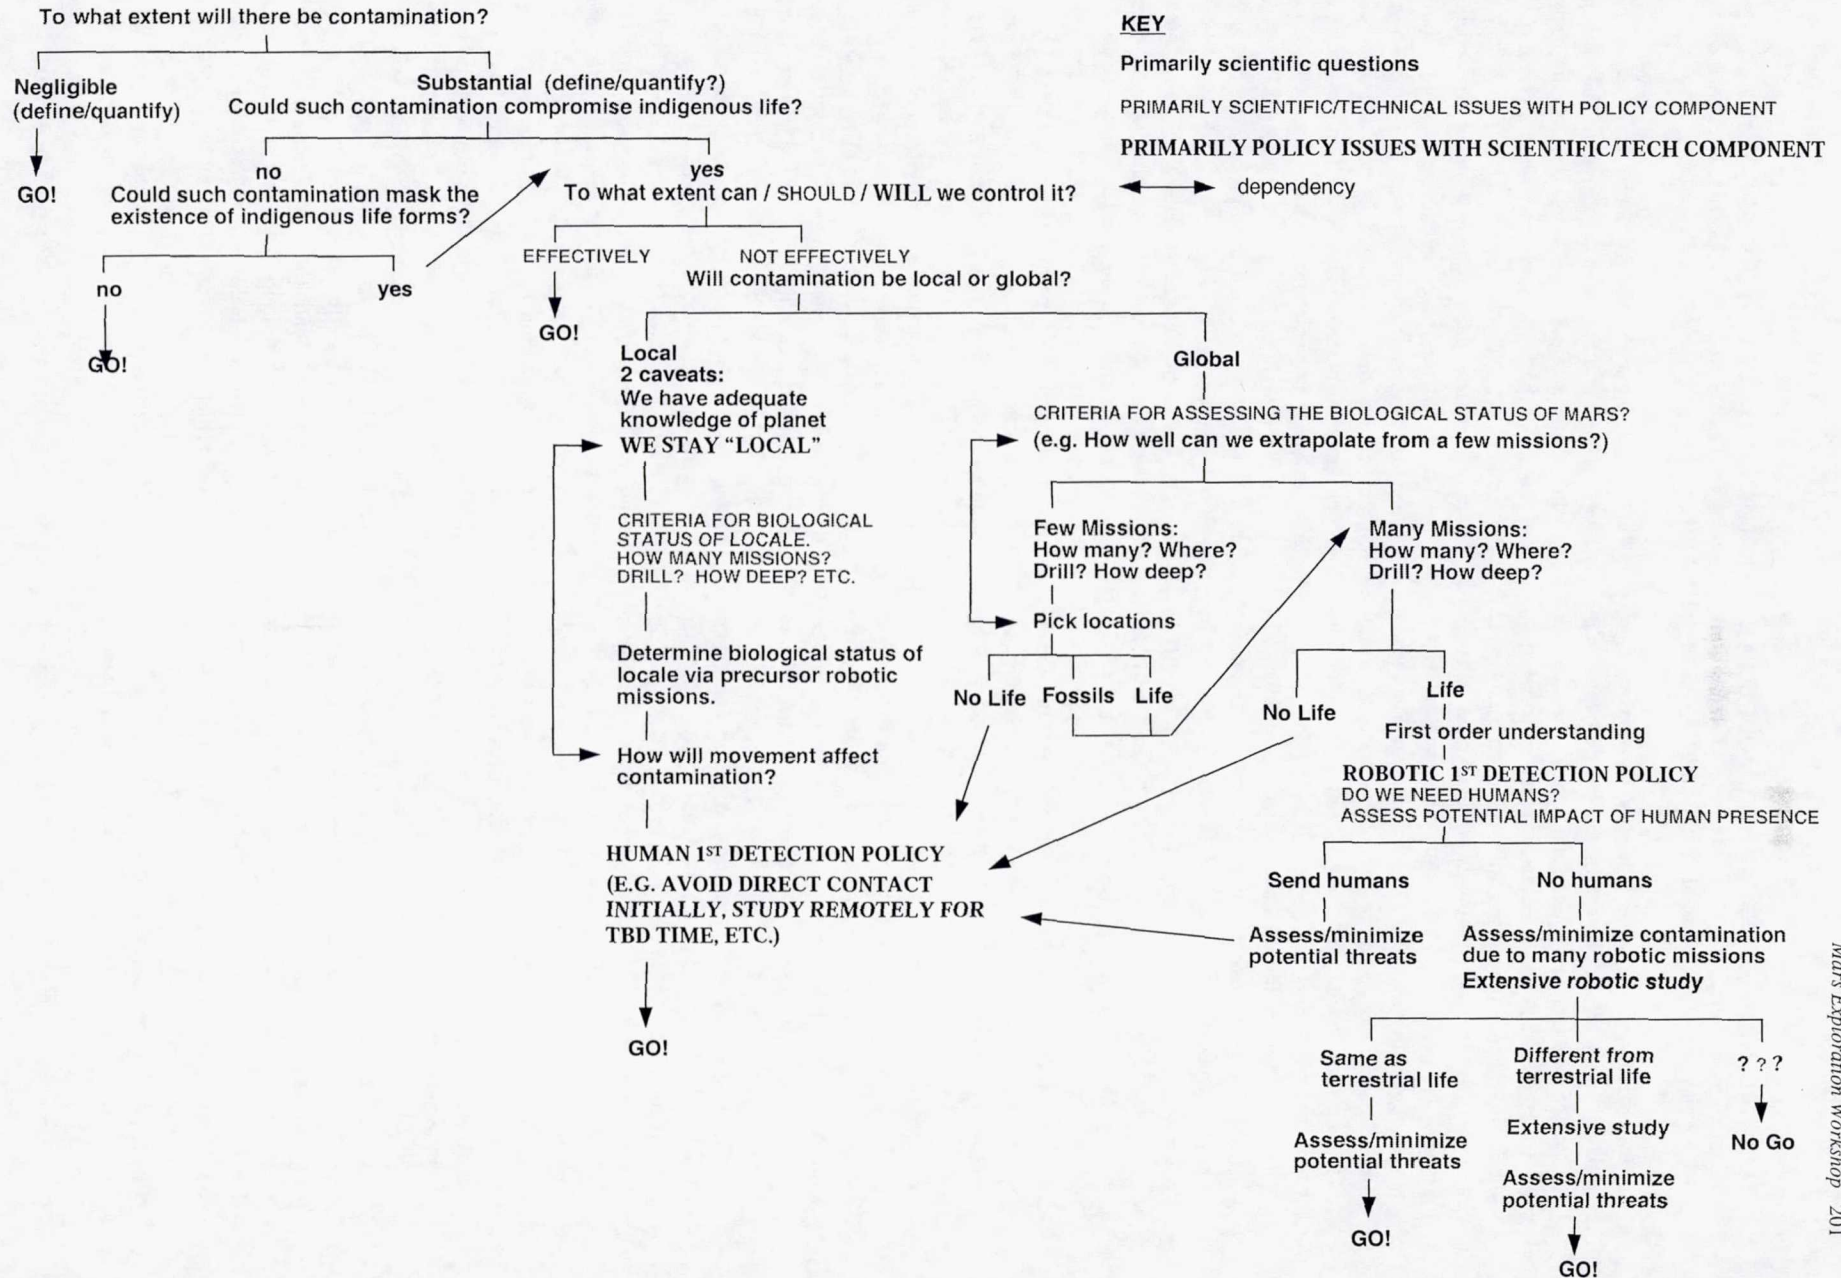 To what extent will there be contamination?
Negligible
(define/quantify)
GO!
Substantial (define/quantify?)
Could such contamination compromise indigenous life?
no
Could such contamination mask the
existence of indigenous life forms?
no
GO!
yes
yes
To what extent can / SHOULD / WILL we control it?
EFFECTIVELY
GO!
NOT EFFECTIVELY
Will contamination be local or global?
KEY
Primarily scientific questions
PRIMARILY SCIENTIFIC/TECHNICAL ISSUES WITH POLICY COMPONENT
PRIMARILY POLICY ISSUES WITH SCIENTIFIC/TECH COMPONENT
dependency
Local
2 caveats:
We have adequate
knowledge of planet
WE STAY “LOCAL”
CRITERIA FOR BIOLOGICAL
STATUS OF LOCALE.
HOW MANY MISSIONS?
DRILL? HOW DEEP? ETC.
Determine biological status of
locale via precursor robotic
missions.
How will movement affect
contamination?
HUMAN 1ST DETECTION POLICY
(E.G. AVOID DIRECT CONTACT
INITIALLY, STUDY REMOTELY FOR
TBD TIME, ETC.)
GO!
Global
CRITERIA FOR ASSESSING THE BIOLOGICAL STATUS OF MARS?
(e.g. How well can we extrapolate from a few missions?)
Few Missions:
How many? Where?
Drill? How deep?
Pick locations
No Life Fossils Life
Many Missions:
How many? Where?
Drill? How deep?
No Life
Life
First order understanding
ROBOTIC 1ST DETECTION POLICY
DO WE NEED HUMANS?
ASSESS POTENTIAL IMPACT OF HUMAN PRESENCE
Send humans
Assess/minimize
potential threats
No humans
Assess/minimize contamination
due to many robotic missions
Extensive robotic study
Same as
terrestrial life
Assess/minimize
potential threats
GO!
Different from
terrestrial life
Extensive study
Assess/minimize
potential threats
GO!
? ? ?
No Go
Mars Exploration Workshop 201